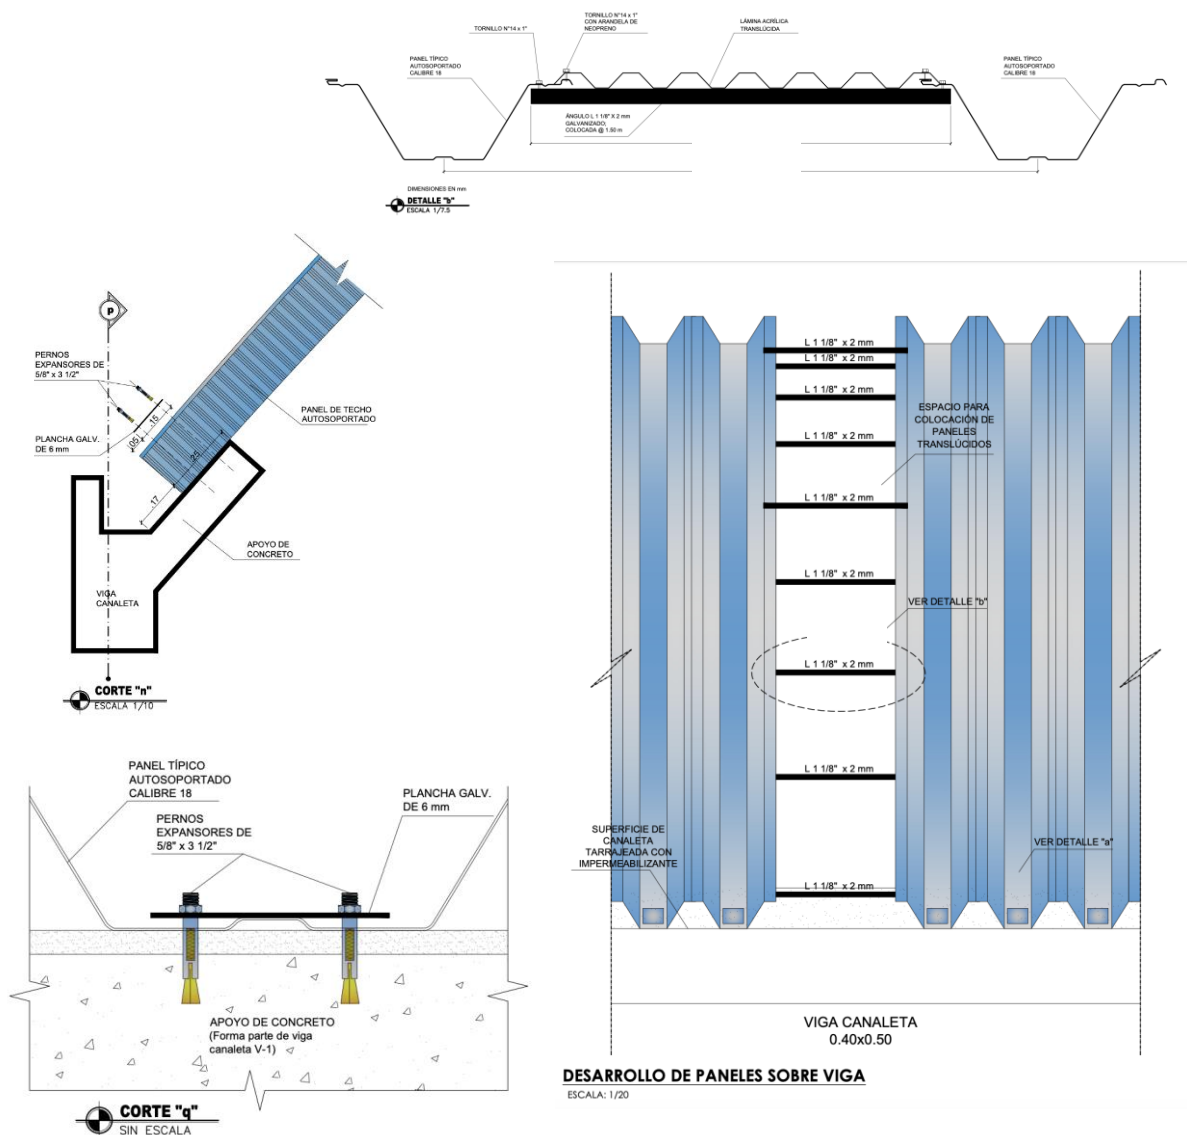 TORNILLO N°14 x 1"
TORNILLO N°14 x 1"
CON ARANDELA DE
NEOPRENO
LÁMINA ACRÍLICA
TRANSLÚCIDA
PANEL TÍPICO
AUTOSOPORTADO
CALIBRE 18
PANEL TÍPICO
AUTOSOPORTADO
CALIBRE 18
ÁNGULO L 1 1/8" X 2 mm
GALVANIZADO;
COLOCADA @ 1.50 m
DIMENSIONES EN mm
DETALLE "b"
ESCALA 1/7.5
p
PERNOS
EXPANSORES DE
5/8" x 3 1/2"
PLANCHA GALV.
DE 6 mm
.15
.05
.25
.17
PANEL DE TECHO
AUTOSOPORTADO
APOYO DE
CONCRETO
VIGA
CANALETA
CORTE "n"
ESCALA 1/10
L 1 1/8" x 2 mm
L 1 1/8" x 2 mm
L 1 1/8" x 2 mm
L 1 1/8" x 2 mm
ESPACIO PARA
COLOCACIÓN DE
PANELES
TRANSLÚCIDOS
L 1 1/8" x 2 mm
L 1 1/8" x 2 mm
VER DETALLE "b"
L 1 1/8" x 2 mm
L 1 1/8" x 2 mm
SUPERFICIE DE
CANALETA
TARRAJEADA CON
IMPERMEABILIZANTE
VER DETALLE "a"
L 1 1/8" x 2 mm
VIGA CANALETA
0.40x0.50
DESARROLLO DE PANELES SOBRE VIGA
ESCALA: 1/20
PANEL TÍPICO
AUTOSOPORTADO
CALIBRE 18
PERNOS
EXPANSORES DE
5/8" x 3 1/2"
PLANCHA GALV.
DE 6 mm
APOYO DE CONCRETO
(Forma parte de viga
canaleta V-1)
CORTE "q"
SIN ESCALA